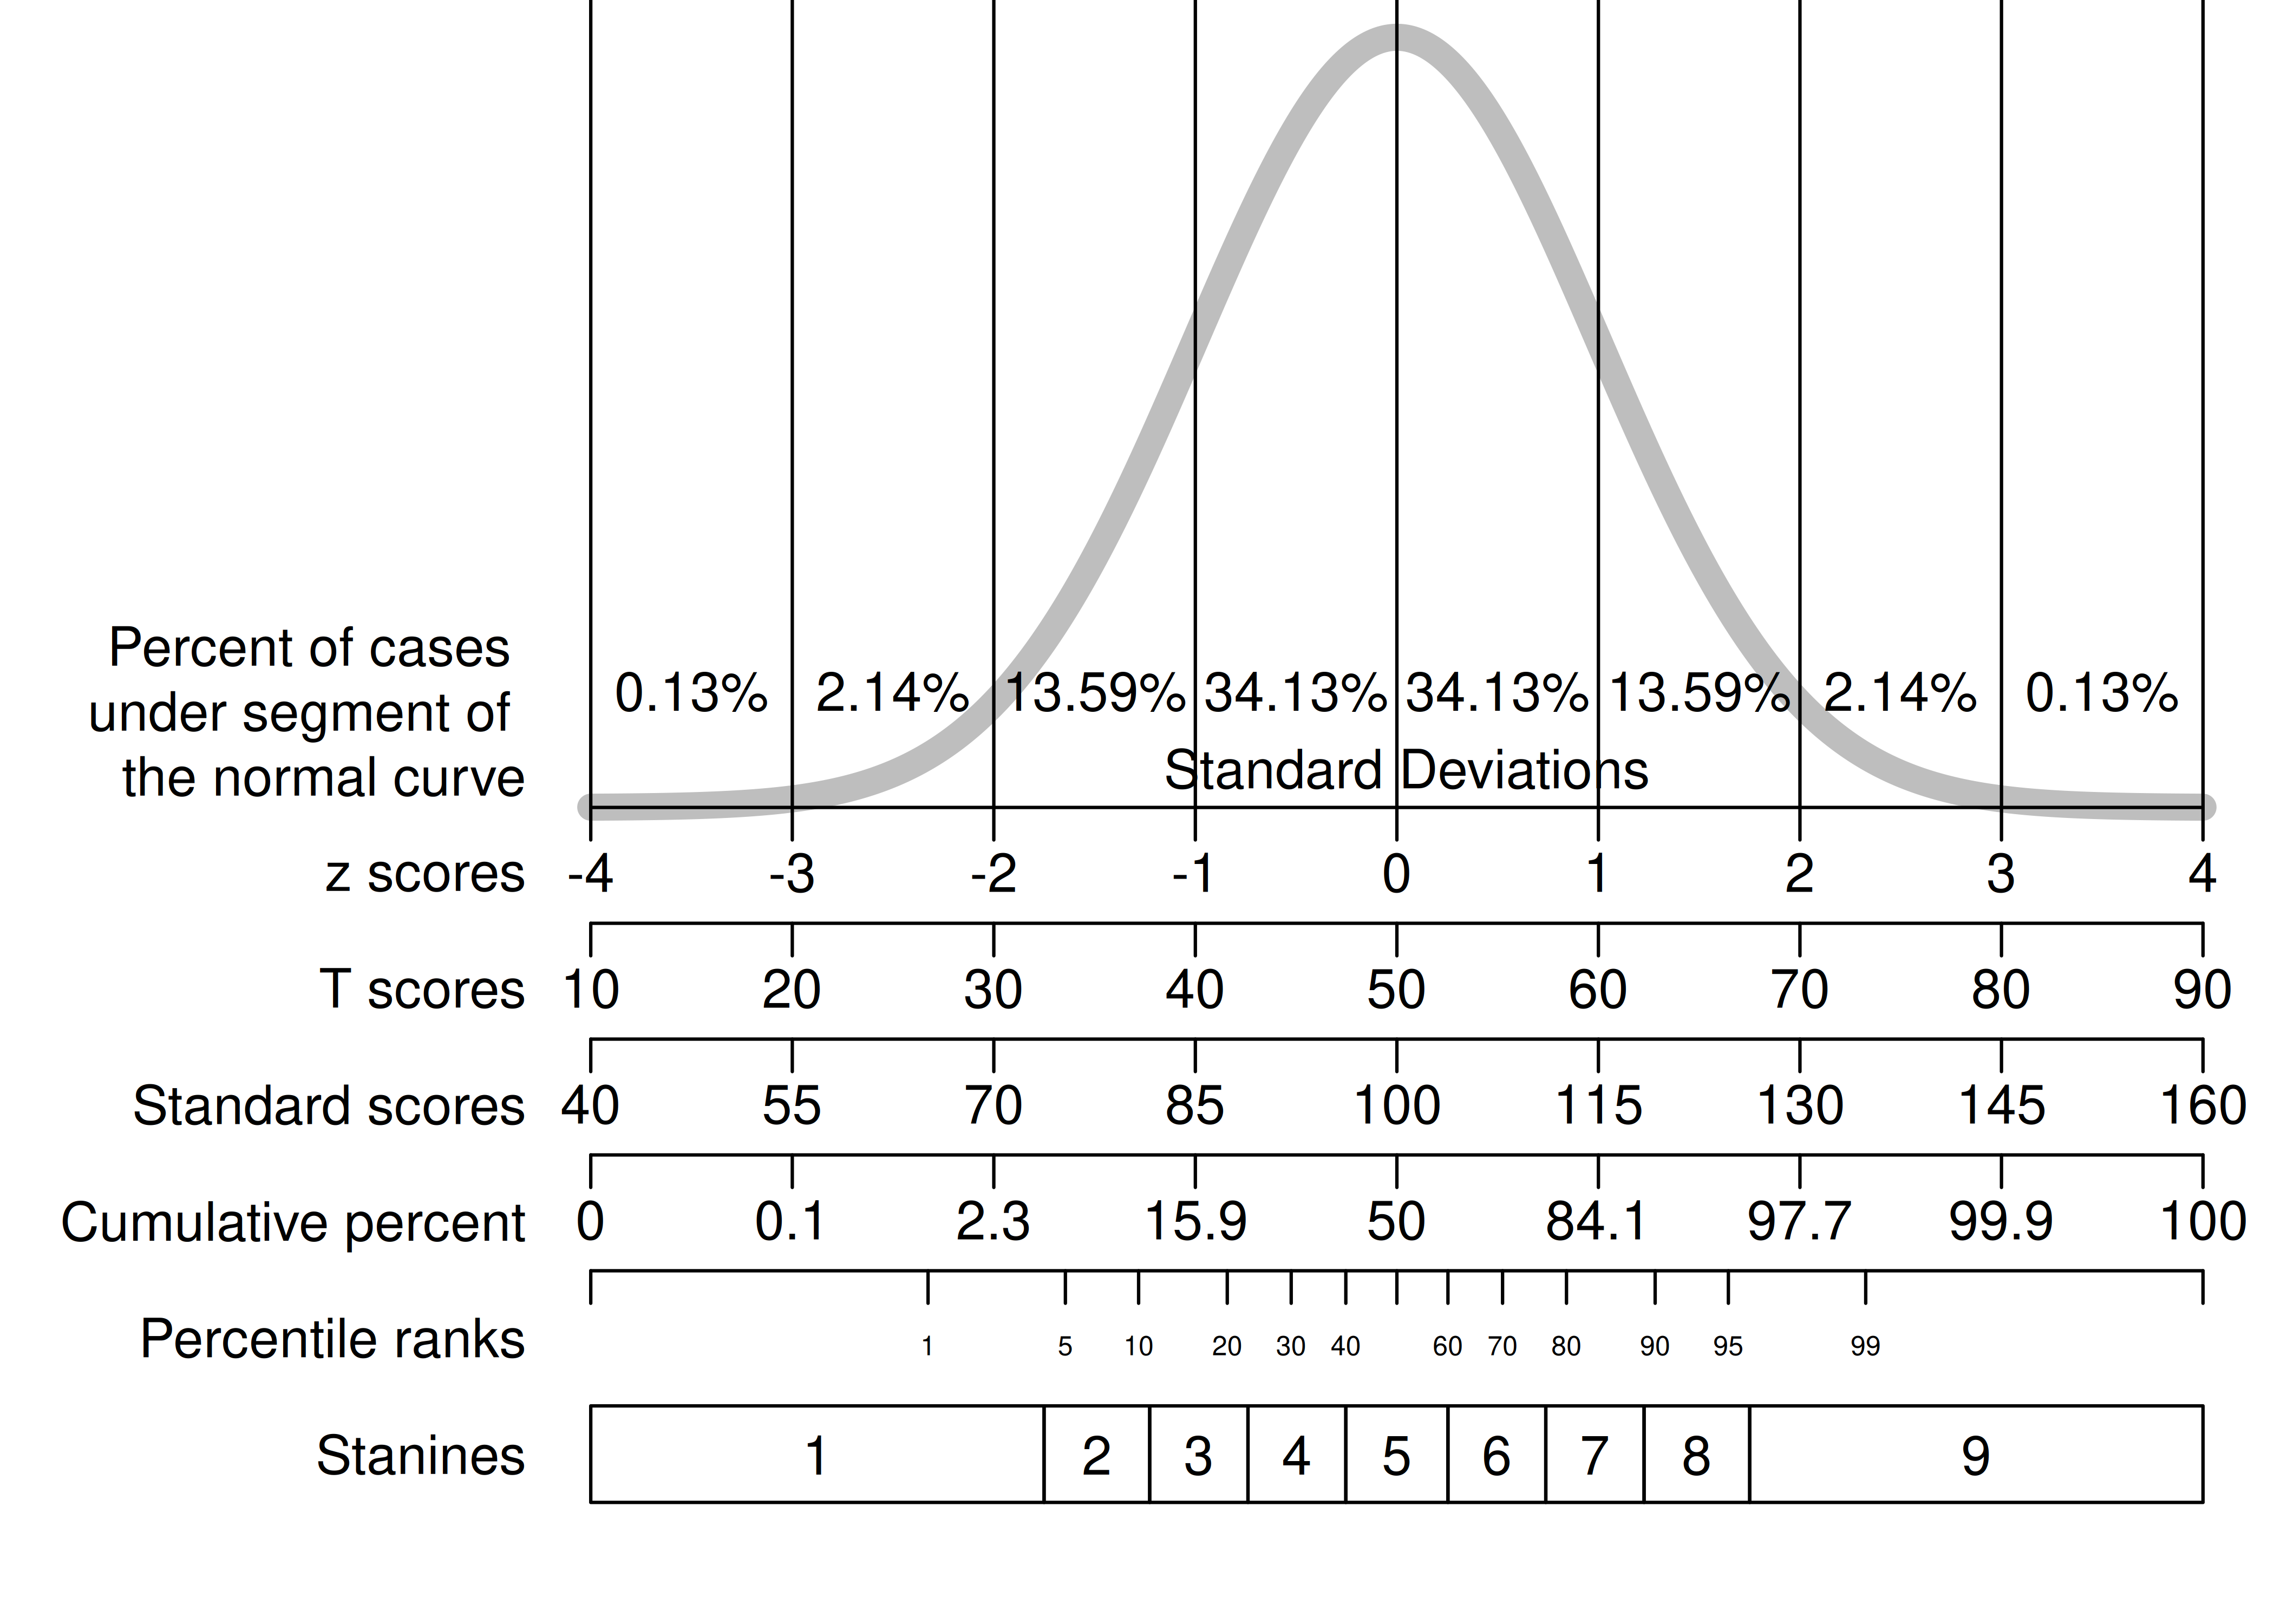 Percent of cases
under segment of
the normal curve
0.13% 2.14% 13.59% 34.13% 34.13% 13.59% 2.14% 0.13%
Standard Deviations
z scores -4 -3 -2 -1 0 1 2 3 4
T scores 10 20 30 40 50 60 70 80 90
Standard scores 40 55 70 85 100 115 130 145 160
Cumulative percent 0 0.1 2.3 15.9 50 84.1 97.7 99.9 100
Percentile ranks 1 5 10 20 30 40 60 70 80 90 95 99
Stanines 1 2 3 4 5 6 7 8 9